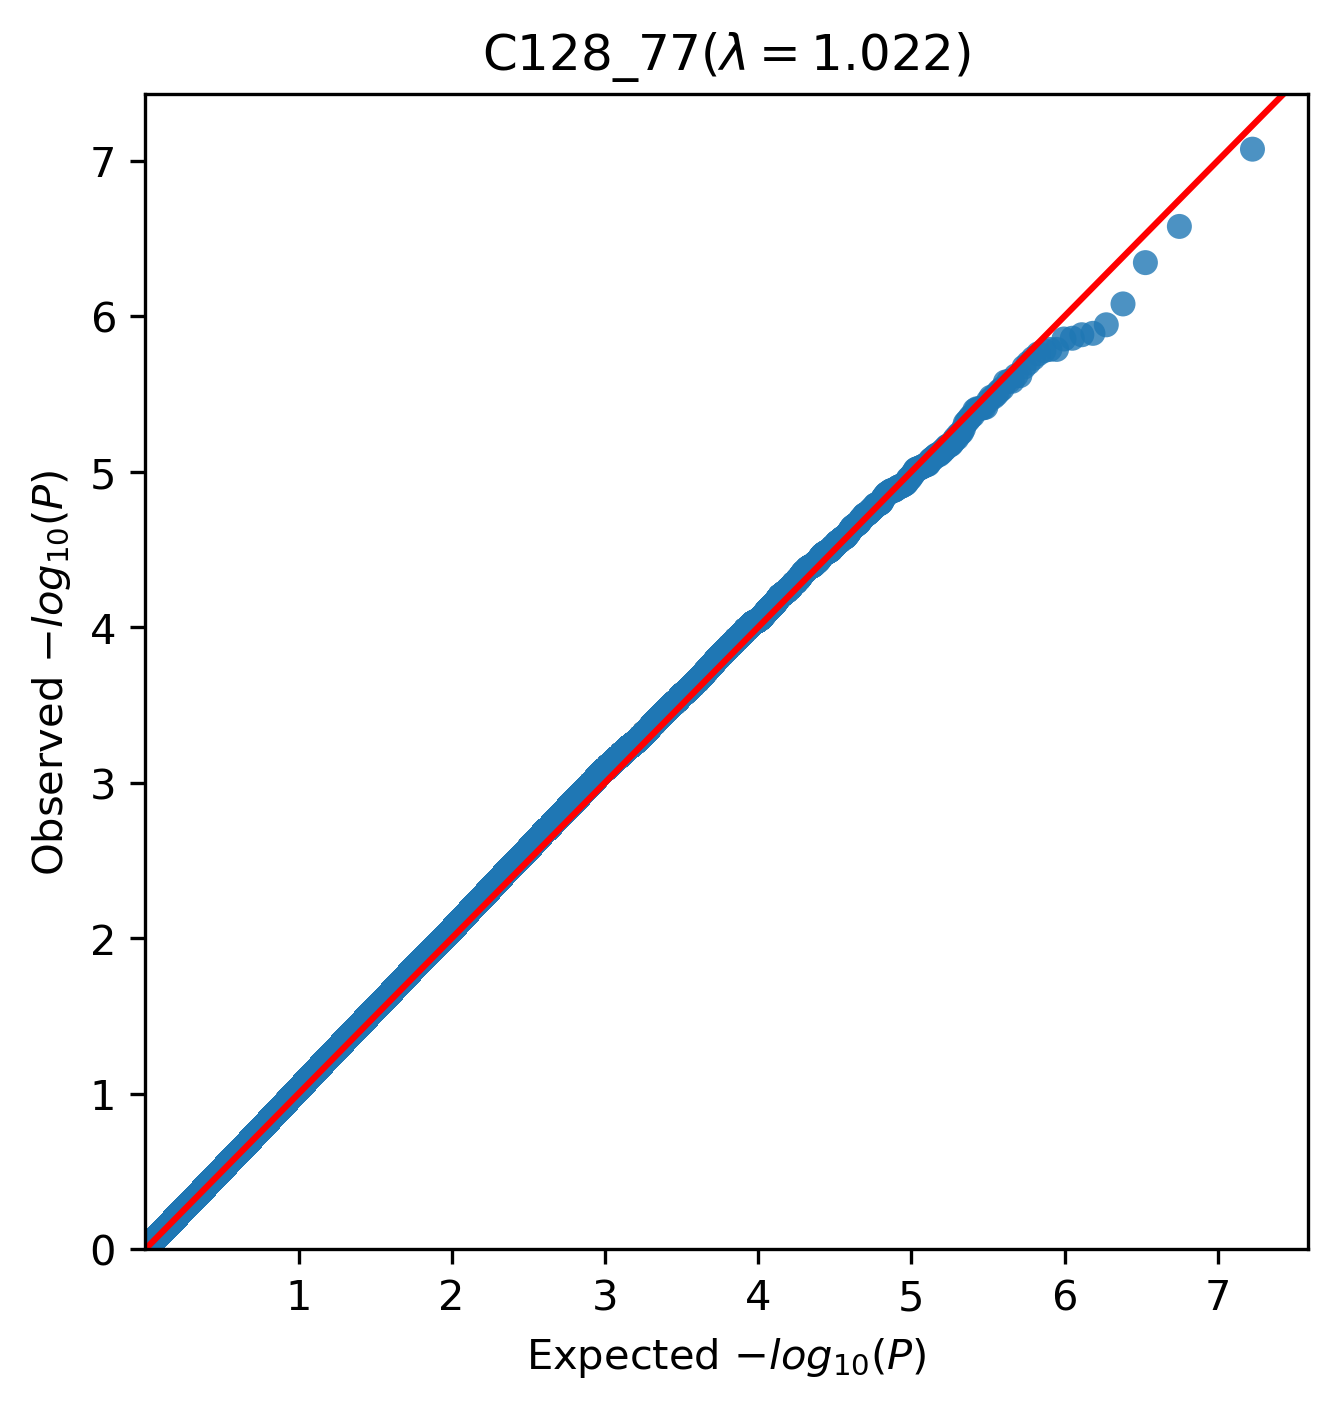 C128_77(λ = 1.022)
Observed −log₁₀(P)
7
6
5
4
3
2
1
0
1 2 3 4 5 6 7
Expected −log₁₀(P)